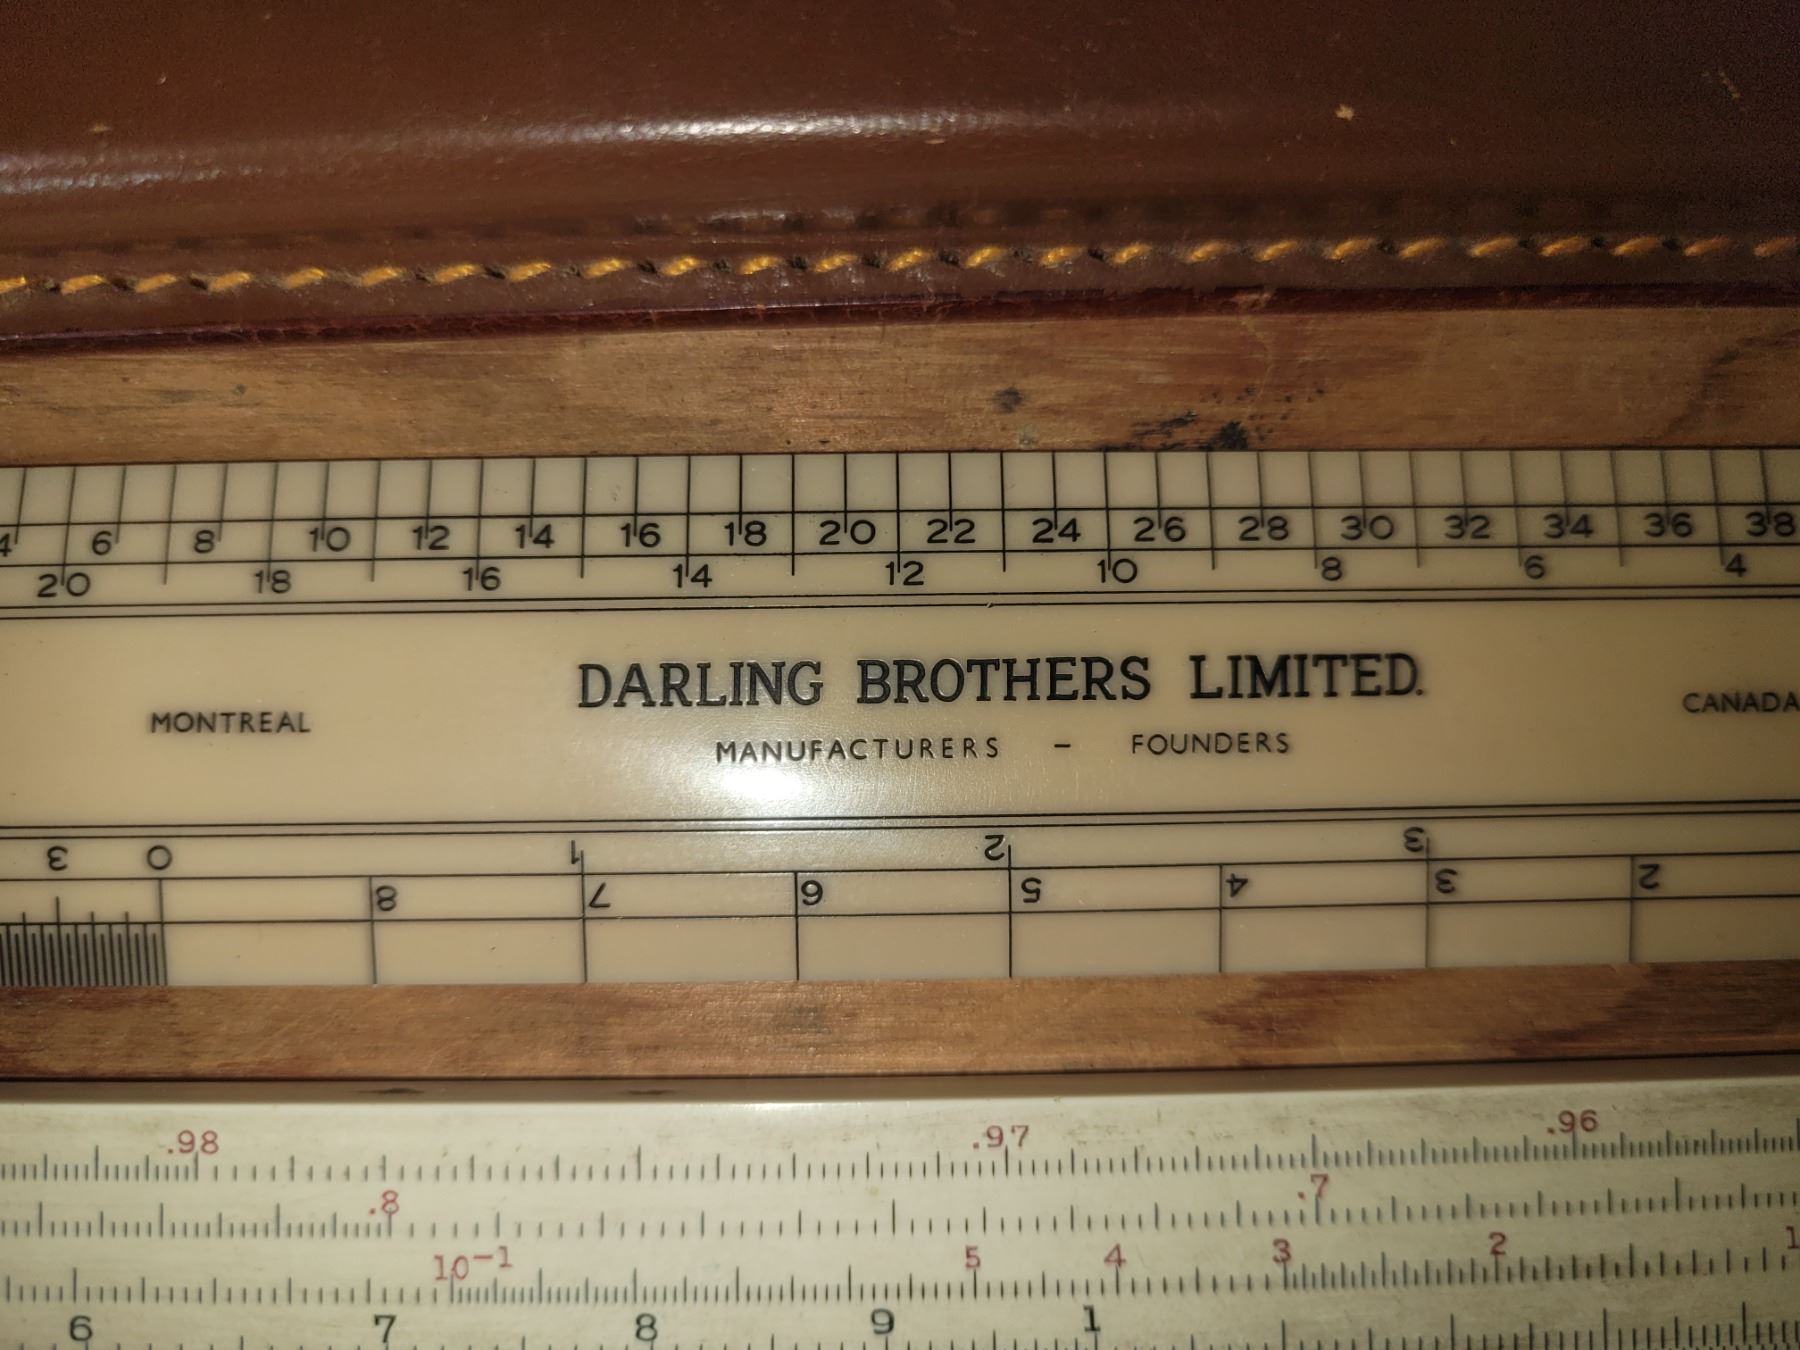 4 6 8 10 12 14 16 18 20 22 24 26 28 30 32 34 36 38
20 18 16 14 12 10 8 6 4
DARLING BROTHERS LIMITED.
MONTREAL CANADA
MANUFACTURERS – FOUNDERS
3 0 1 2 3
8 7 6 5 4 3 2
.98 .97 .96
.8 .7
10⁻¹ 5 4 3 2 1
6 7 8 9 1